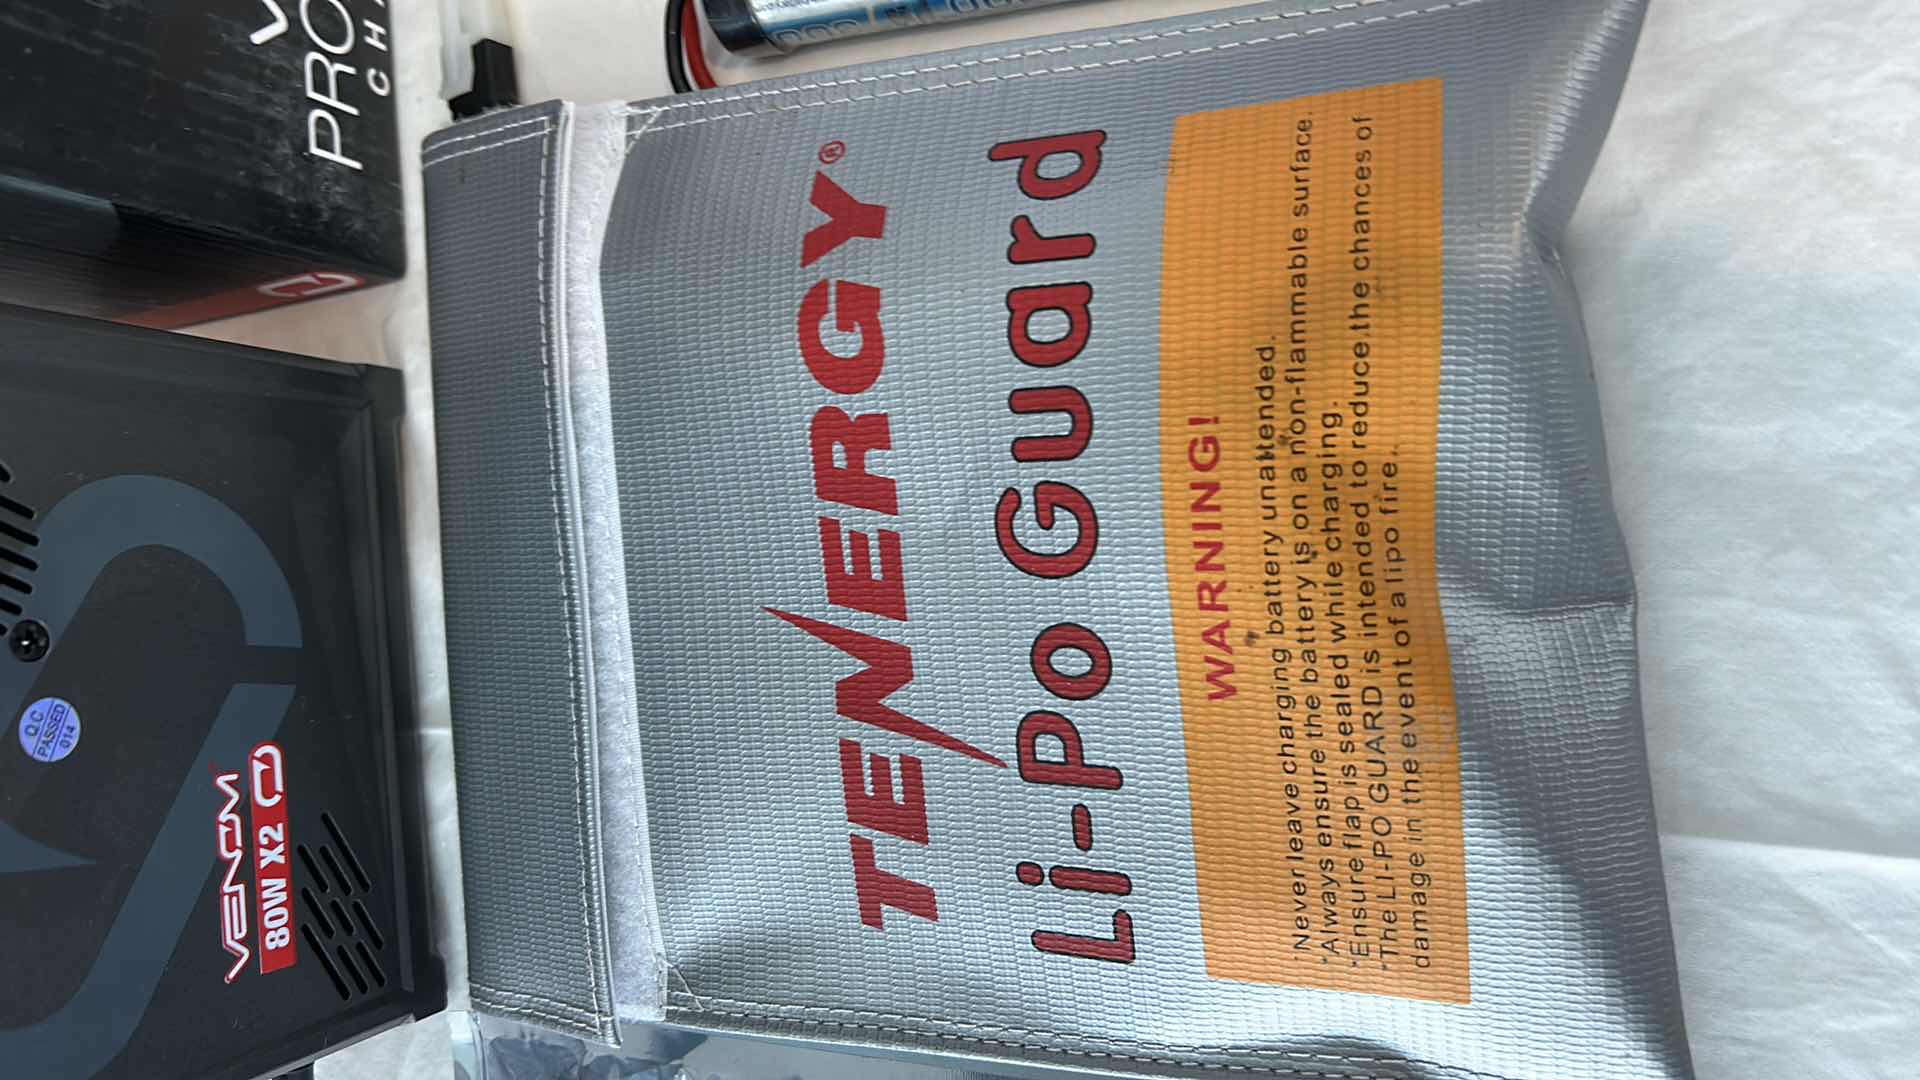 TENERGY®
Li-Po Guard
WARNING!
*Never leave charging battery unattended.
*Always ensure the battery is on a non-flammable surface.
*Ensure flap is sealed while charging.
*The LI-PO GUARD is intended to reduce the chances of
damage in the event of a lipo fire.
VENOM
80W X2
Q.C
PASSED
014
PRO